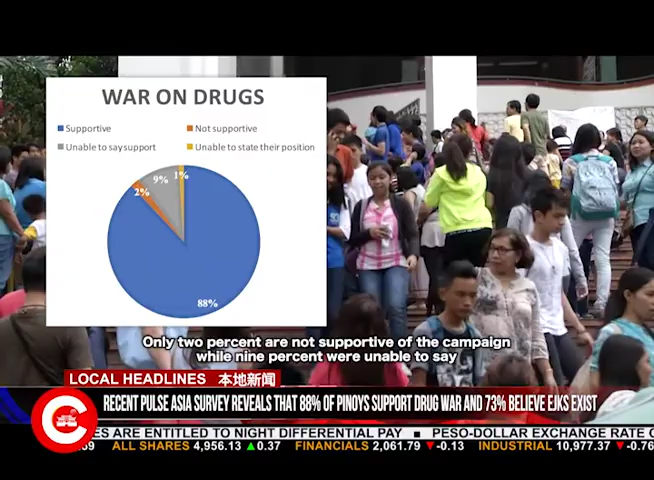 WAR ON DRUGS
Supportive
Not supportive
Unable to say support
Unable to state their position
9%
1%
2%
88%
Only two percent are not supportive of the campaign
while nine percent were unable to say
LOCAL HEADLINES 本地新闻
RECENT PULSE ASIA SURVEY REVEALS THAT 88% OF PINOYS SUPPORT DRUG WAR AND 73% BELIEVE EJKS EXIST
ES ARE ENTITLED TO NIGHT DIFFERENTIAL PAY ■ PESO-DOLLAR EXCHANGE RATE C
69 ALL SHARES 4,956.13 ▲0.37 FINANCIALS 2,061.79 ▼-0.13 INDUSTRIAL 10,977.37 ▼-0.76